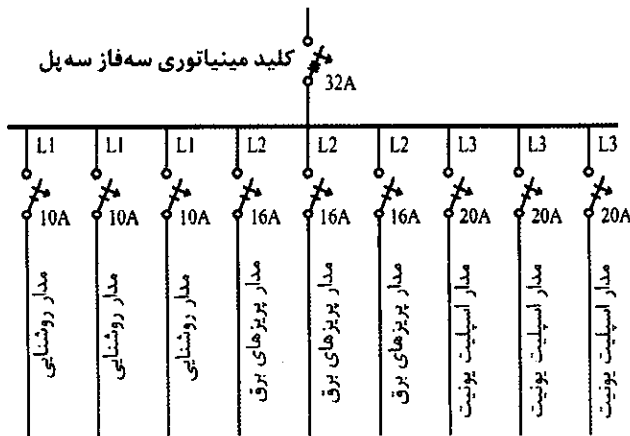 کلید مینیاتوری سه‌فاز سه‌پل
32A
L1 L1 L1 L2 L2 L2 L3 L3 L3
10A 10A 10A 16A 16A 16A 20A 20A 20A
مدار روشنایی
مدار روشنایی
مدار روشنایی
مدار پریزهای برق
مدار پریزهای برق
مدار پریزهای برق
مدار اسپلیت یونیت
مدار اسپلیت یونیت
مدار اسپلیت یونیت